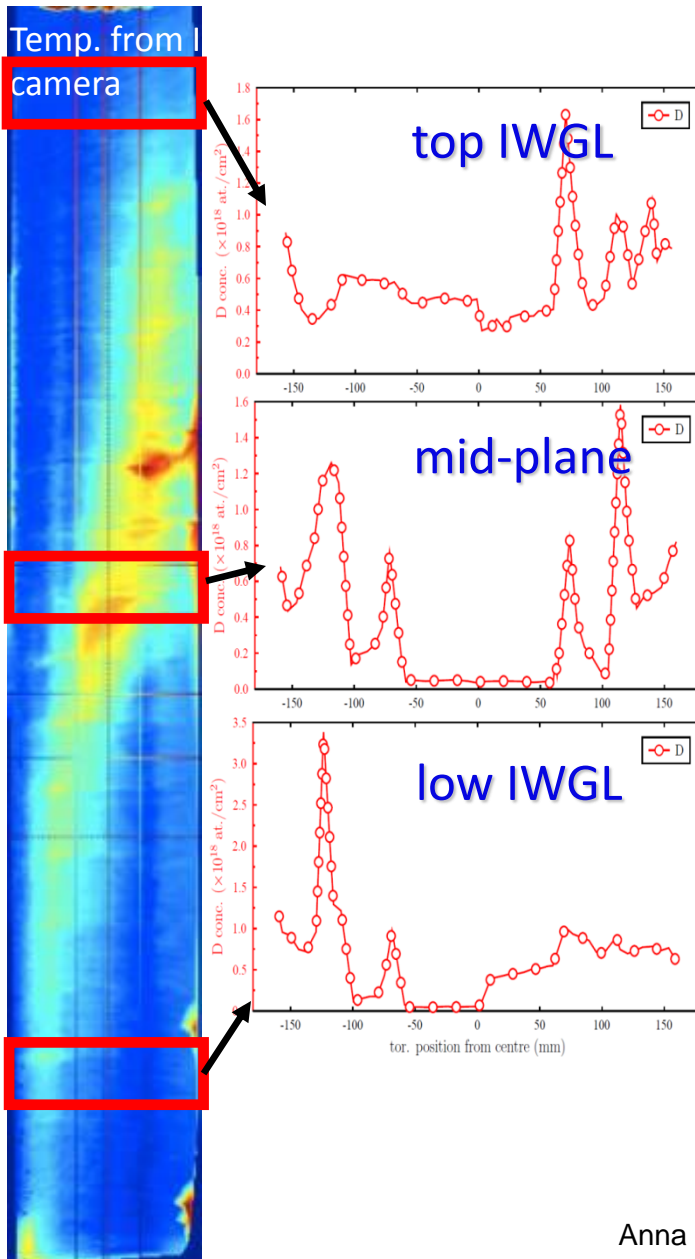 Temp. from I
camera
top IWGL
D
D conc. (×10¹⁸ at./cm²)
1.8
1.6
1.4
1.2
1.0
0.8
0.6
0.4
0.2
0.0
-150 -100 -50 0 50 100 150
mid-plane
D
D conc. (×10¹⁸ at./cm²)
1.6
1.4
1.2
1.0
0.8
0.6
0.4
0.2
0.0
-150 -100 -50 0 50 100 150
low IWGL
D
D conc. (×10¹⁸ at./cm²)
3.5
3.0
2.5
2.0
1.5
1.0
0.5
0.
-150 -100 -50 0 50 100 150
tor. position from centre (mm)
Anna